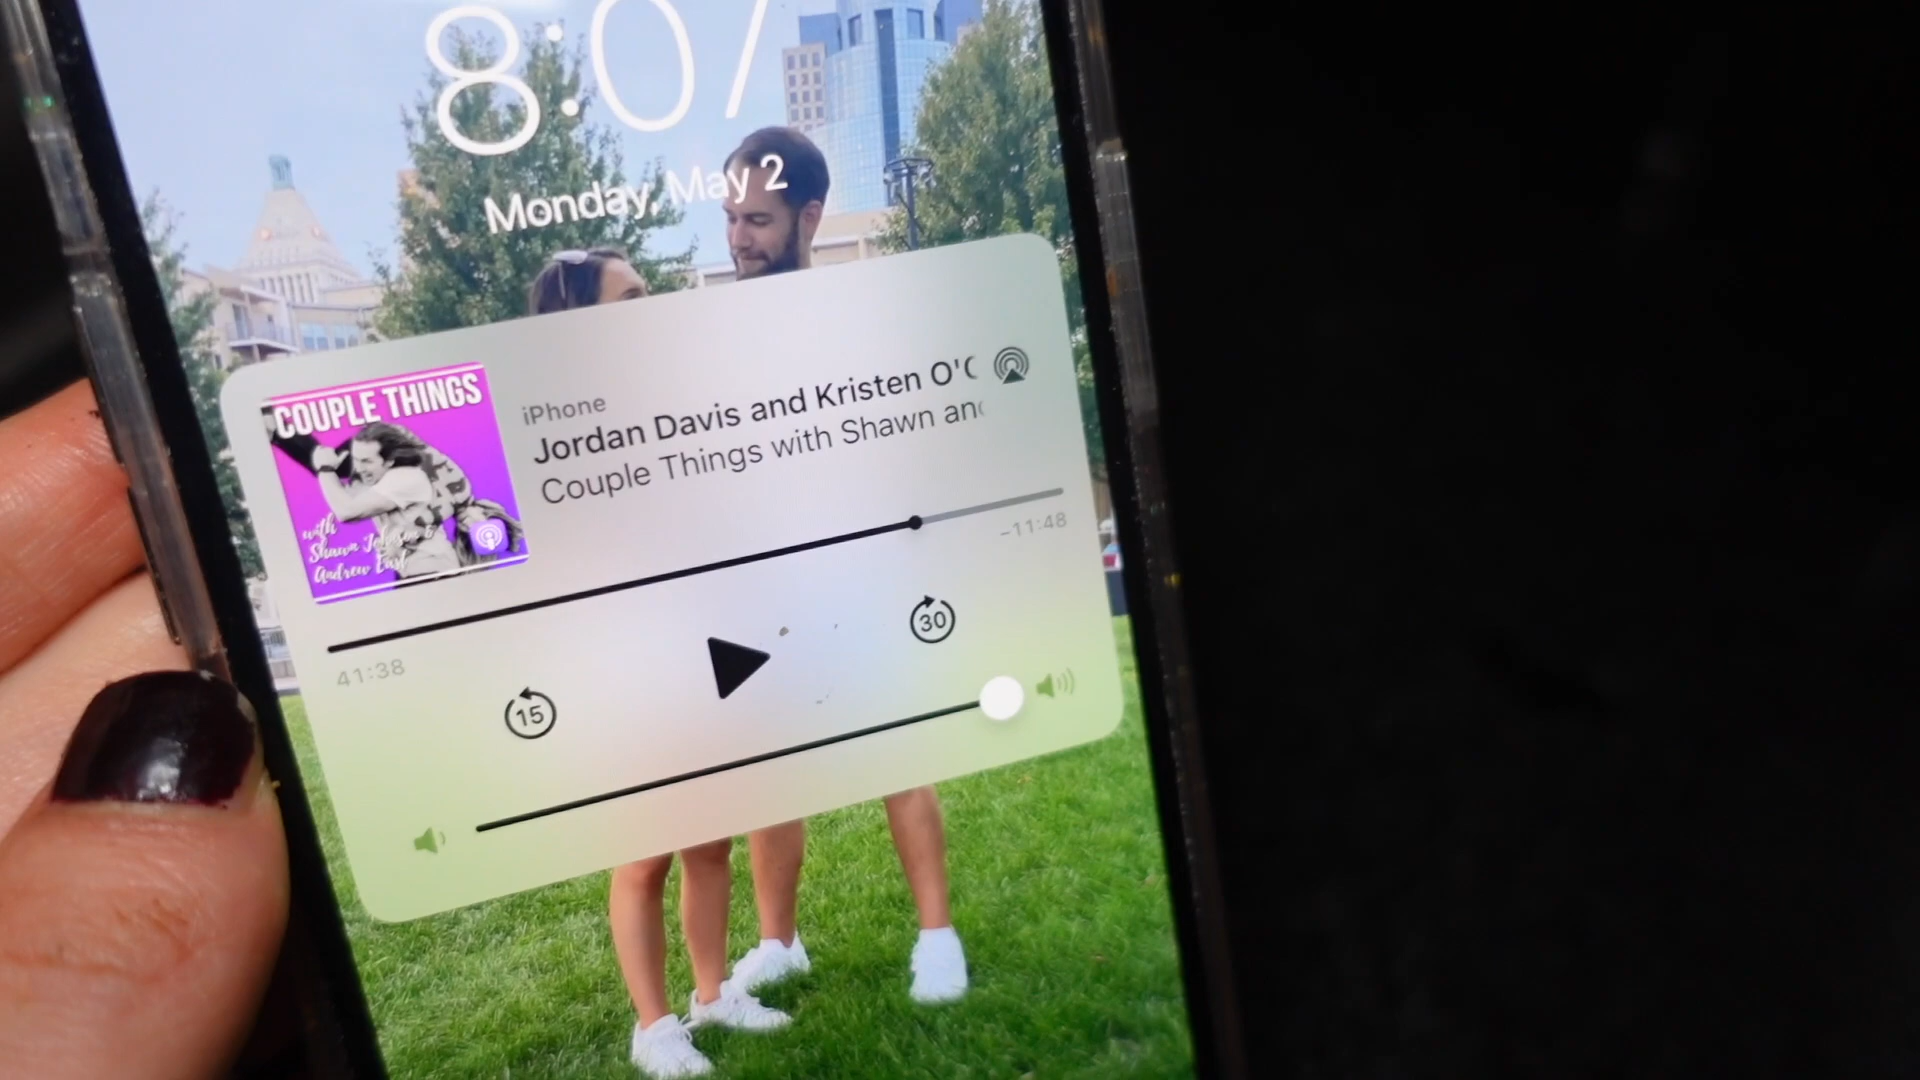 8:07
Monday, May 2
COUPLE THINGS
with
Shawn Johnson &
Andrew East
iPhone
Jordan Davis and Kristen O'C
Couple Things with Shawn and
41:38
-11:48
15
30